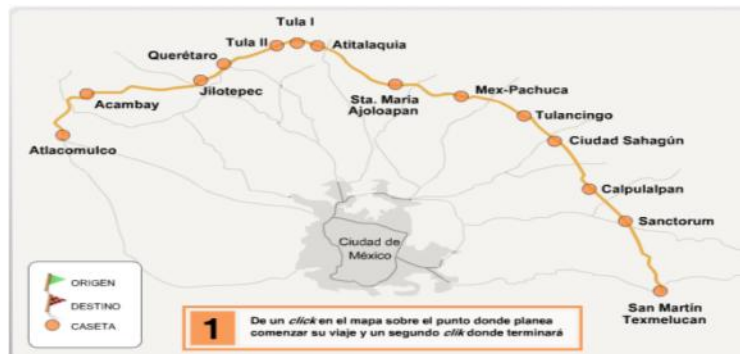 Tula I
Tula II
Atitalaquia
Querétaro
Jilotepec
Acambay
Sta. María
Ajoloapan
Mex-Pachuca
Tulancingo
Atlacomulco
Ciudad Sahagún
Calpulalpan
Sanctorum
Ciudad de
México
San Martín
Texmelucan
ORIGEN
DESTINO
CASETA
1
De un click en el mapa sobre el punto donde planea
comenzar su viaje y un segundo clik donde terminará